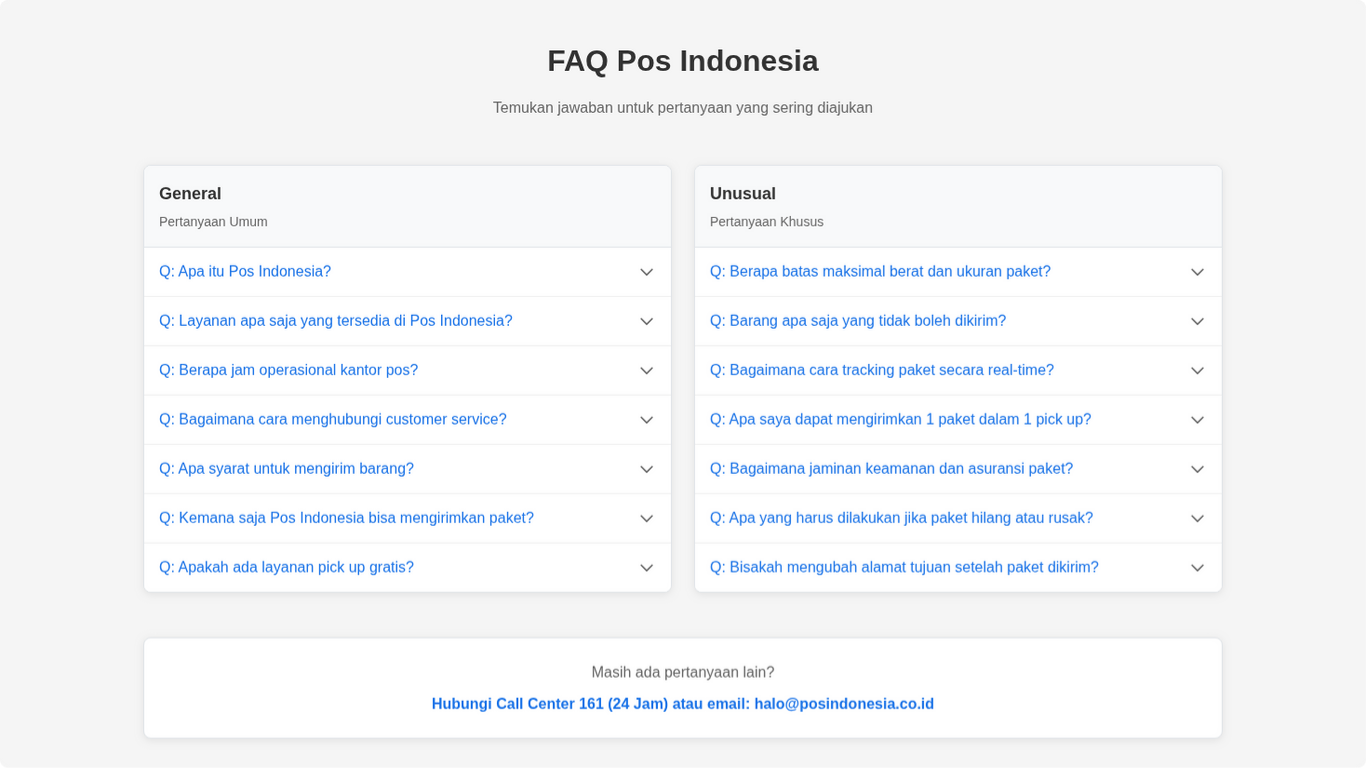 FAQ Pos Indonesia
Temukan jawaban untuk pertanyaan yang sering diajukan
General
Pertanyaan Umum
Q: Apa itu Pos Indonesia?
Q: Layanan apa saja yang tersedia di Pos Indonesia?
Q: Berapa jam operasional kantor pos?
Q: Bagaimana cara menghubungi customer service?
Q: Apa syarat untuk mengirim barang?
Q: Kemana saja Pos Indonesia bisa mengirimkan paket?
Q: Apakah ada layanan pick up gratis?
Unusual
Pertanyaan Khusus
Q: Berapa batas maksimal berat dan ukuran paket?
Q: Barang apa saja yang tidak boleh dikirim?
Q: Bagaimana cara tracking paket secara real-time?
Q: Apa saya dapat mengirimkan 1 paket dalam 1 pick up?
Q: Bagaimana jaminan keamanan dan asuransi paket?
Q: Apa yang harus dilakukan jika paket hilang atau rusak?
Q: Bisakah mengubah alamat tujuan setelah paket dikirim?
Masih ada pertanyaan lain?
Hubungi Call Center 161 (24 Jam) atau email: halo@posindonesia.co.id